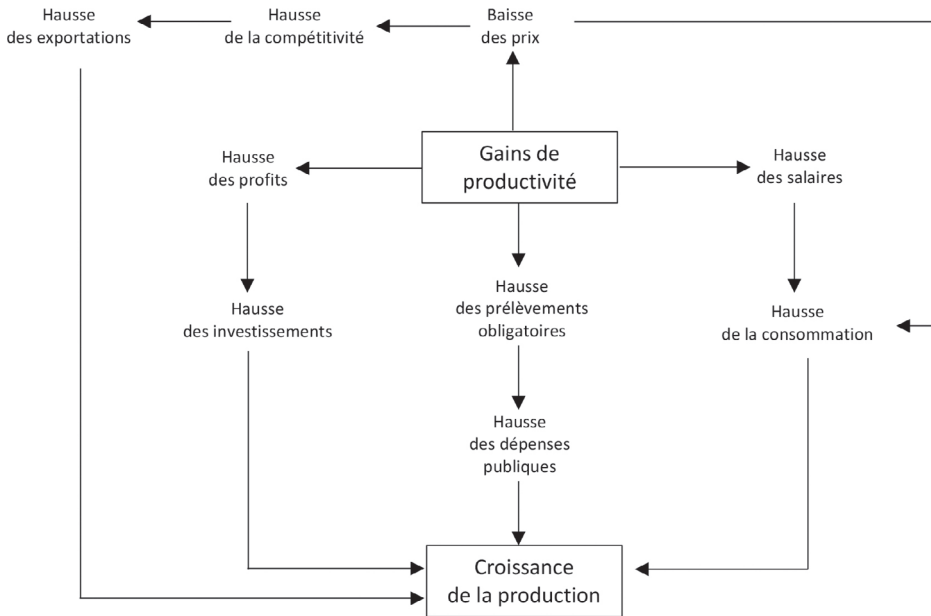 Hausse
des exportations
Hausse
de la compétitivité
Baisse
des prix
Hausse
des profits
Gains de
productivité
Hausse
des salaires
Hausse
des investissements
Hausse
des prélèvements
obligatoires
Hausse
de la consommation
Hausse
des dépenses
publiques
Croissance
de la production